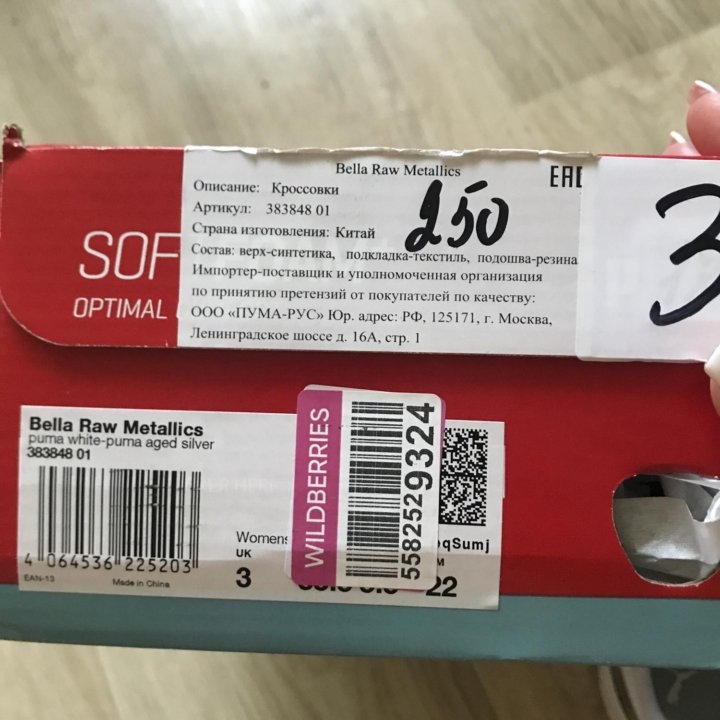 Bella Raw Metallics
Описание: Кроссовки
Артикул: 383848 01
Страна изготовления: Китай
Состав: верх-синтетика, подкладка-текстиль, подошва-резина
Импортер-поставщик и уполномоченная организация
по принятию претензий от покупателей по качеству:
ООО «ПУМА-РУС» Юр. адрес: РФ, 125171, г. Москва,
Ленинградское шоссе д. 16А, стр. 1
EAC
250
3
SOF
OPTIMAL
Bella Raw Metallics
puma white-puma aged silver
383848 01
4 064536 225203
EAN-13
Made in China
Womens
UK
3
22
WILDBERRIES
5582529324
qSumj